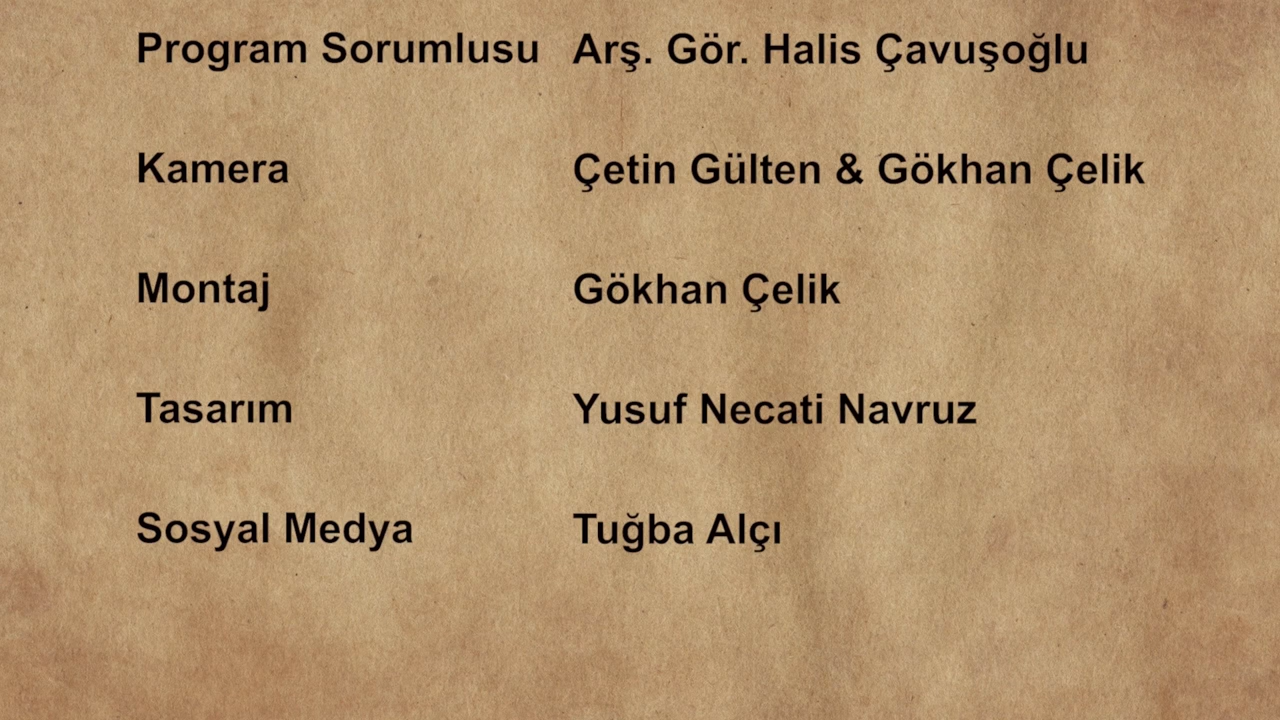 Program Sorumlusu Arş. Gör. Halis Çavuşoğlu
Kamera Çetin Gülten & Gökhan Çelik
Montaj Gökhan Çelik
Tasarım Yusuf Necati Navruz
Sosyal Medya Tuğba Alçı